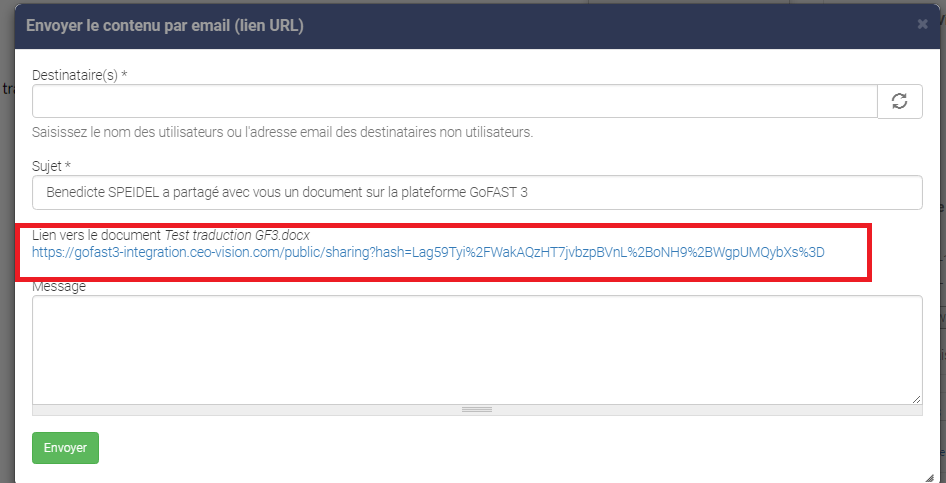 Envoyer le contenu par email (lien URL)
Destinataire(s) *
Saisissez le nom des utilisateurs ou l'adresse email des destinataires non utilisateurs.
Sujet *
Benedicte SPEIDEL a partagé avec vous un document sur la plateforme GoFAST 3
Lien vers le document Test traduction GF3.docx
https://gofast3-integration.ceo-vision.com/public/sharing?hash=Lag59Tyi%2FWakAQzHT7jvbzpBVnL%2BoNH9%2BWgpUMQybXs%3D
Message
Envoyer